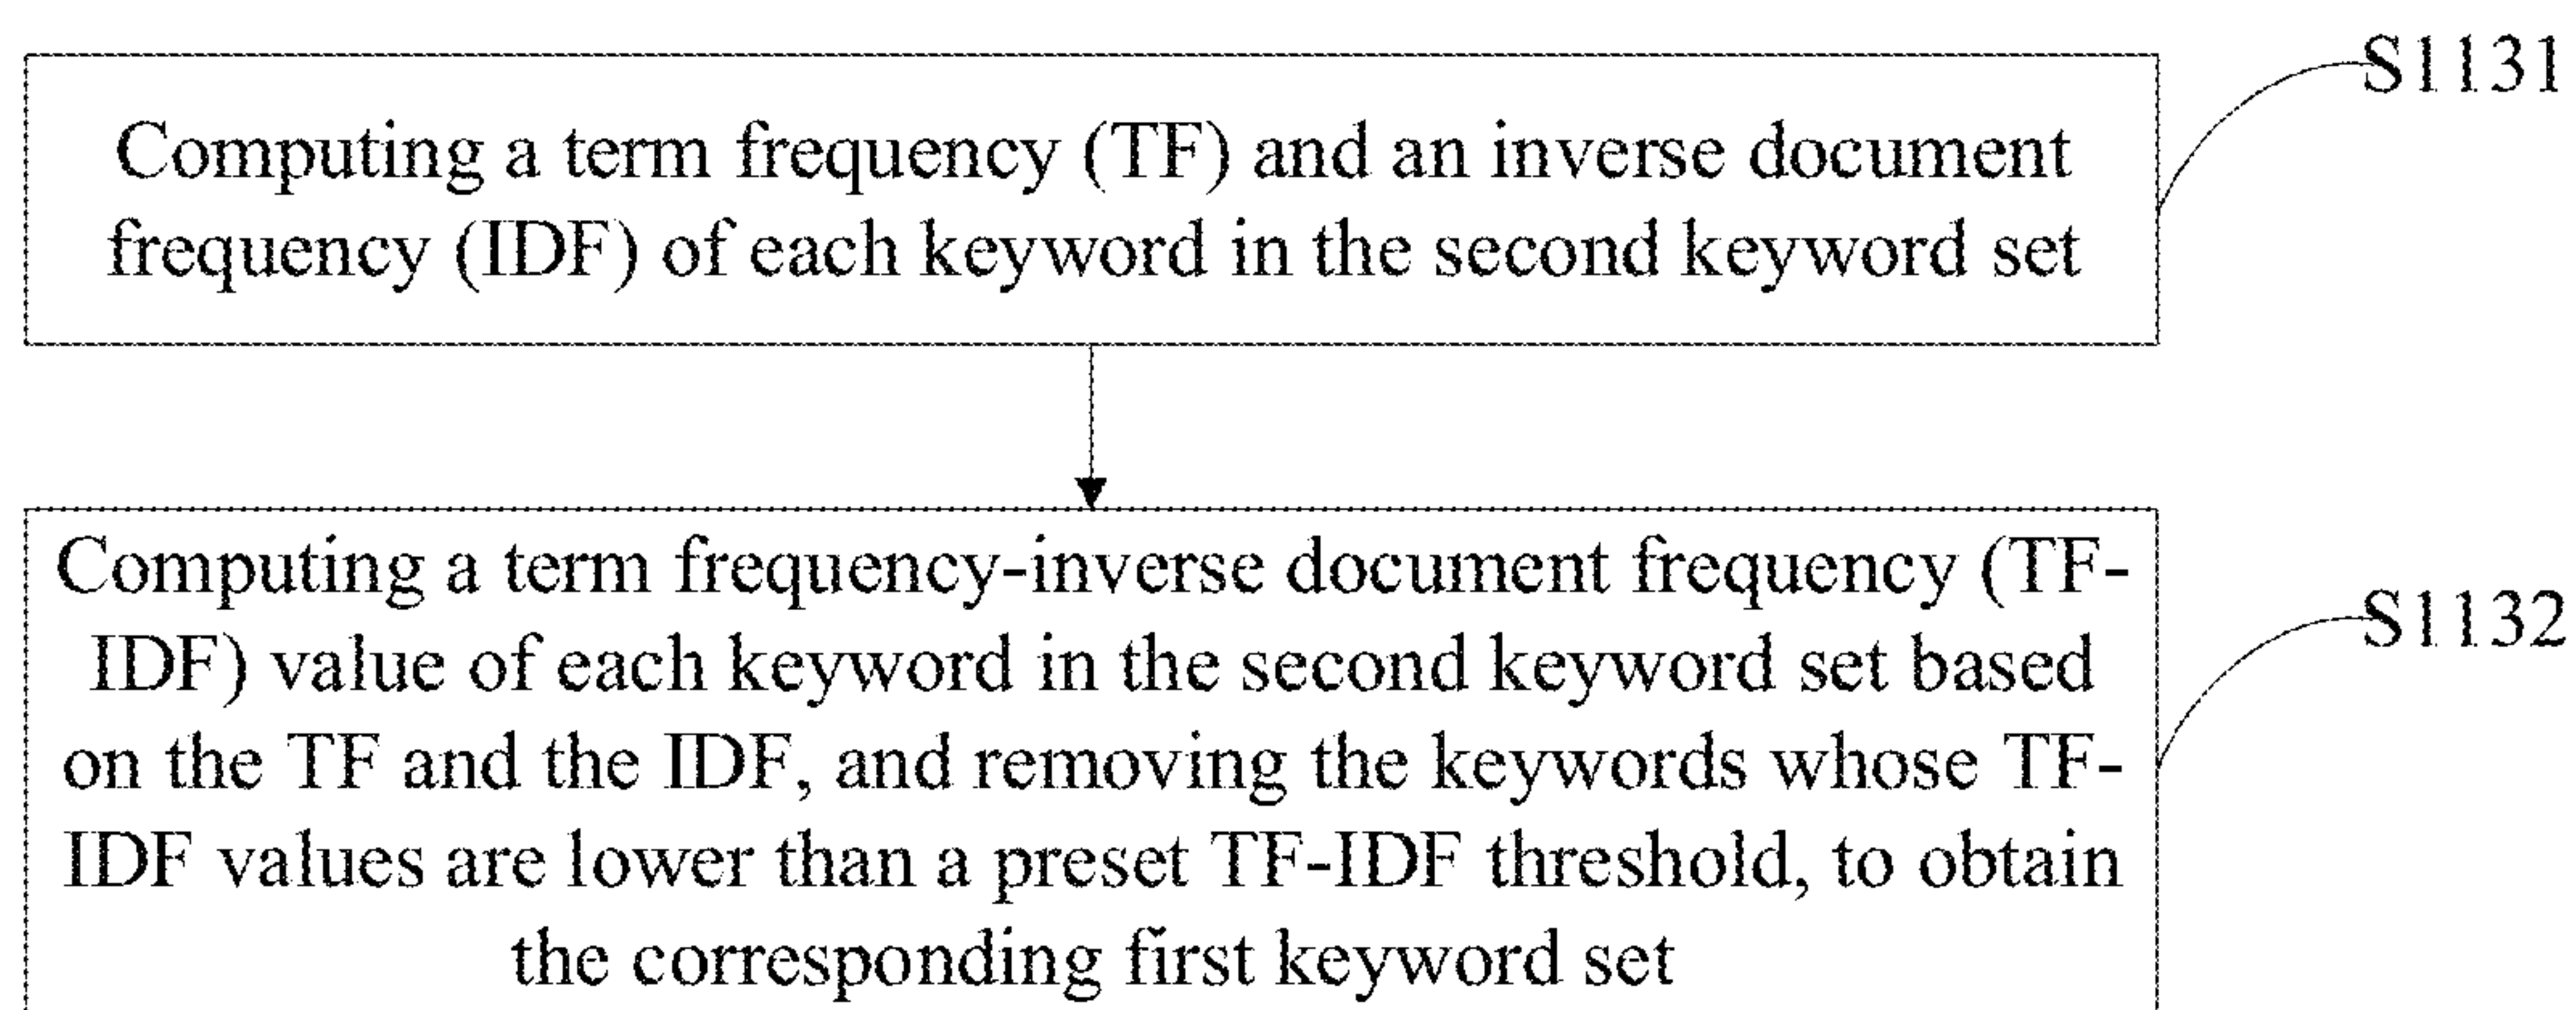 S1131
Computing a term frequency (TF) and an inverse document
frequency (IDF) of each keyword in the second keyword set
Computing a term frequency-inverse document frequency (TF-
IDF) value of each keyword in the second keyword set based
S1132
on the TF and the IDF, and removing the keywords whose TF-
IDF values are lower than a preset TF-IDF threshold, to obtain
the corresponding first keyword set